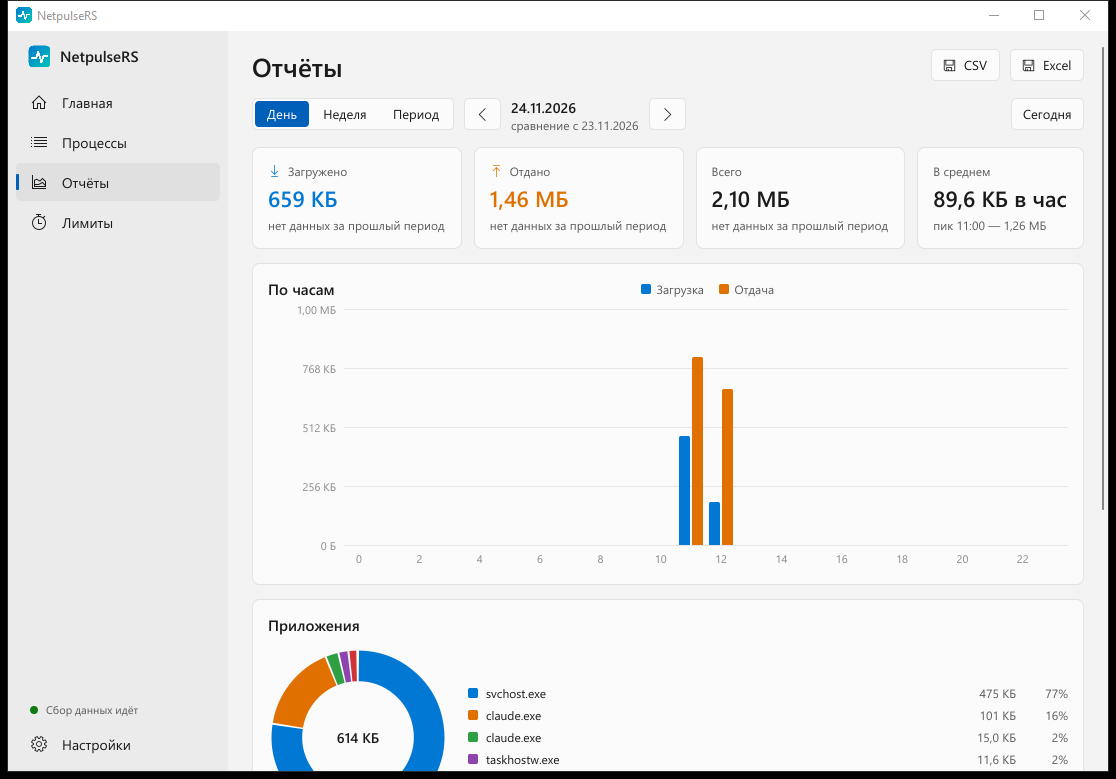 NetpulseRS
NetpulseRS
Главная
Процессы
Отчёты
Лимиты
Сбор данных идёт
Настройки
Отчёты
CSV
Excel
День
Неделя
Период
24.11.2026
сравнение с 23.11.2026
Сегодня
Загружено
659 КБ
нет данных за прошлый период
Отдано
1,46 МБ
нет данных за прошлый период
Всего
2,10 МБ
нет данных за прошлый период
В среднем
89,6 КБ в час
пик 11:00 — 1,26 МБ
По часам
Загрузка
Отдача
1,00 МБ
768 КБ
512 КБ
256 КБ
0 Б
0 2 4 6 8 10 12 14 16 18 20 22
Приложения
614 КБ
svchost.exe 475 КБ 77%
claude.exe 101 КБ 16%
claude.exe 15,0 КБ 2%
taskhostw.exe 11,6 КБ 2%